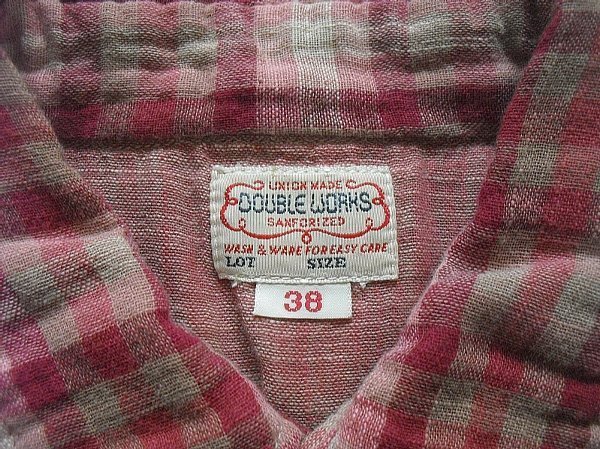 UNION MADE
DOUBLE WORKS
SANFORIZED
WASH & WARE FOR EASY CARE
LOT SIZE
38